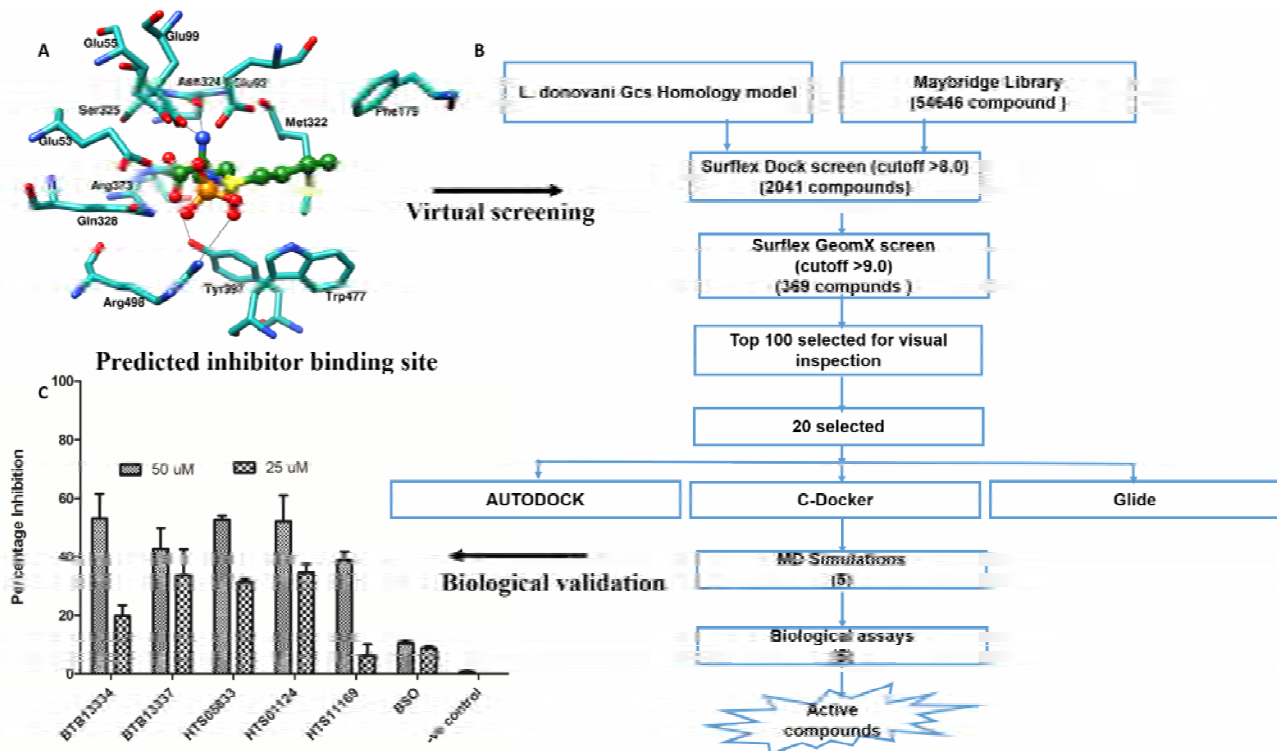 A
Glu55
Glu99
Asn324
Glu92
Ser325
Phe175
Met322
Glu53
Arg373
Gln328
Arg498
Tyr397
Trp477
Predicted inhibitor binding site
Virtual screening
B
L. donovani Gcs Homology model
Maybridge Library
(54646 compound )
Surflex Dock screen (cutoff >8.0)
(2041 compounds)
Surflex GeomX screen
(cutoff >9.0)
(369 compunds )
Top 100 selected for visual
inspection
20 selected
AUTODOCK
C-Docker
Glide
MD Simulations
(5)
Biological assays
Active
compounds
Biological validation
C
Percentage Inhibition
100
80
60
40
20
0
50 uM
25 uM
BTB13334
BTB13337
HTS05833
HTS01124
HTS11169
BSO
-ve control